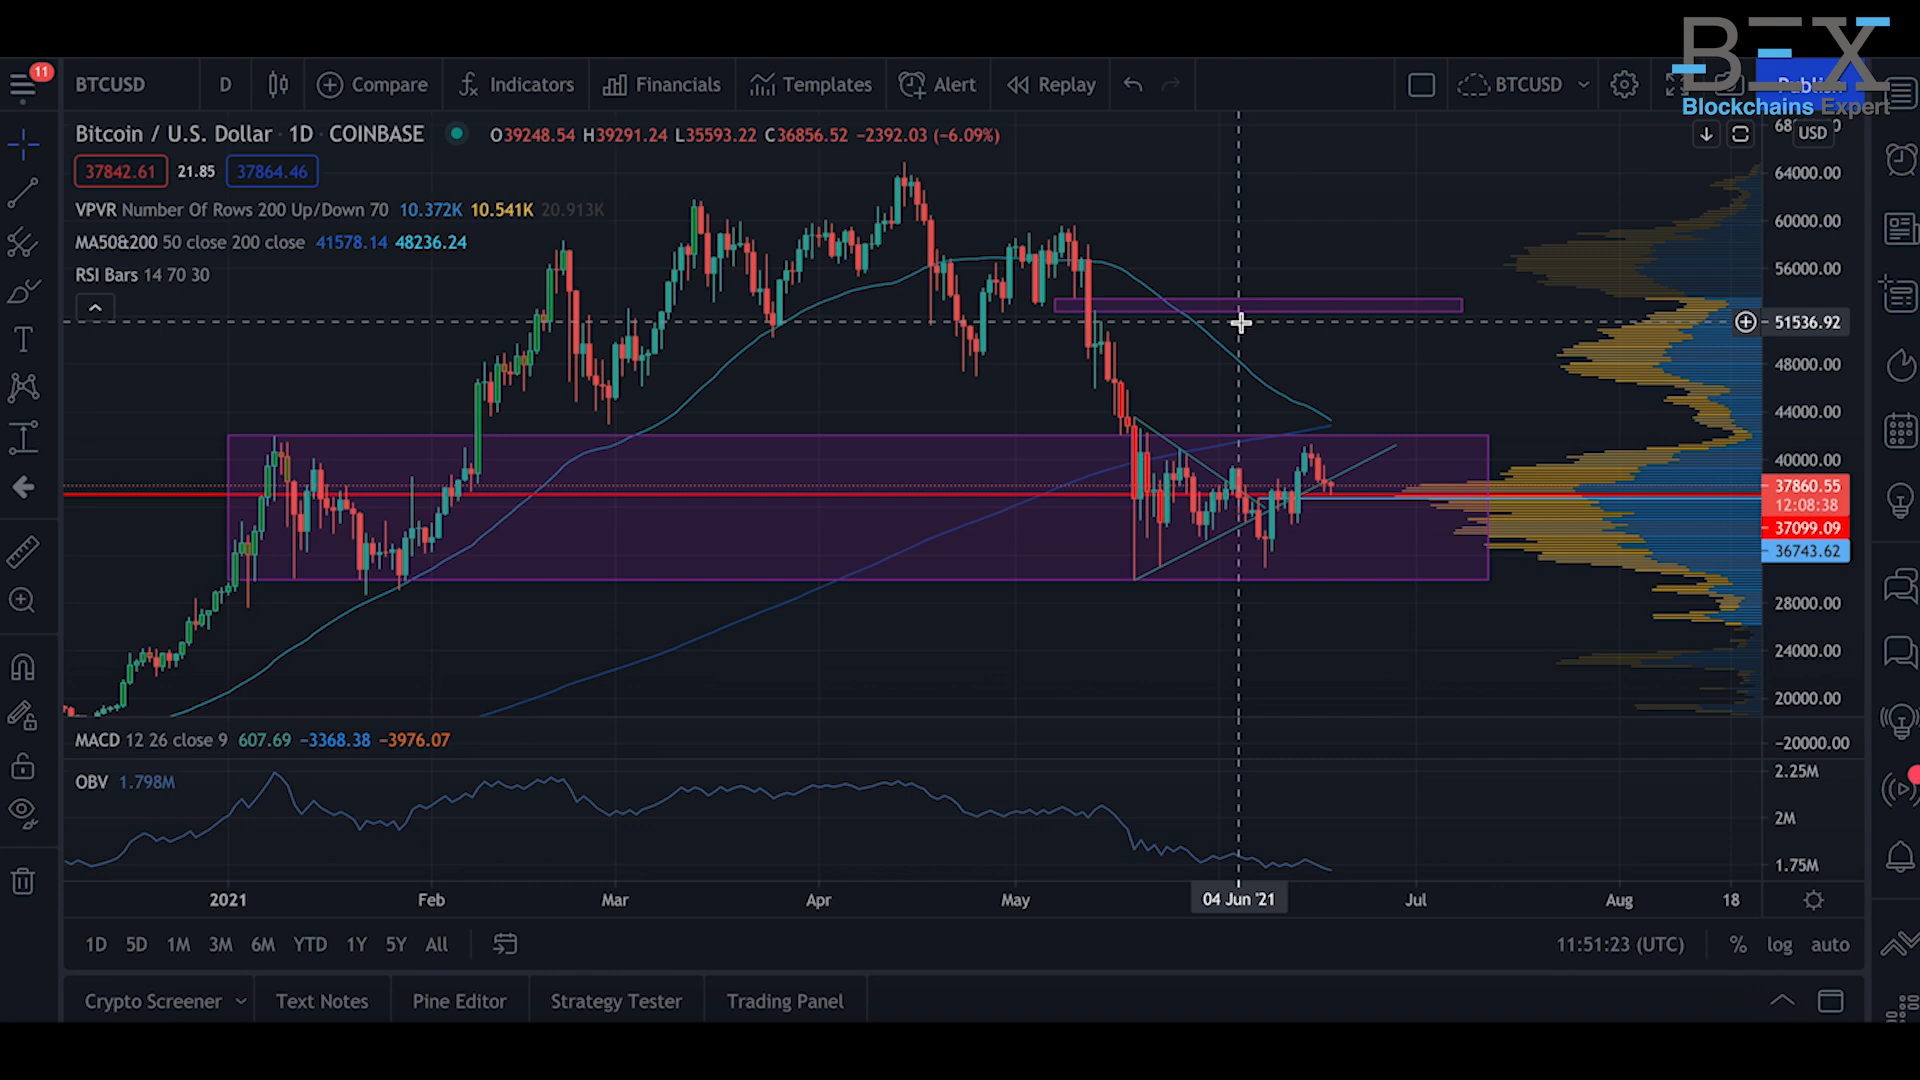 BEX
Blockchains Expert
11
BTCUSD D Compare Indicators Financials Templates Alert Replay BTCUSD
Bitcoin / U.S. Dollar · 1D · COINBASE O39248.54 H39291.24 L35593.22 C36856.52 −2392.03 (−6.09%)
USD
37842.61 21.85 37864.46
VPVR Number Of Rows 200 Up/Down 70 10.372K 10.541K 20.913K
MA50&200 50 close 200 close 41578.14 48236.24
RSI Bars 14 70 30
64000.00
60000.00
56000.00
51536.92
48000.00
44000.00
40000.00
37860.55
12:08:38
37099.09
36743.62
28000.00
24000.00
20000.00
MACD 12 26 close 9 607.69 −3368.38 −3976.07
−20000.00
OBV 1.798M
2.25M
2M
1.75M
2021 Feb Mar Apr May 04 Jun '21 Jul Aug 18
1D 5D 1M 3M 6M YTD 1Y 5Y All 11:51:23 (UTC) % log auto
Crypto Screener Text Notes Pine Editor Strategy Tester Trading Panel